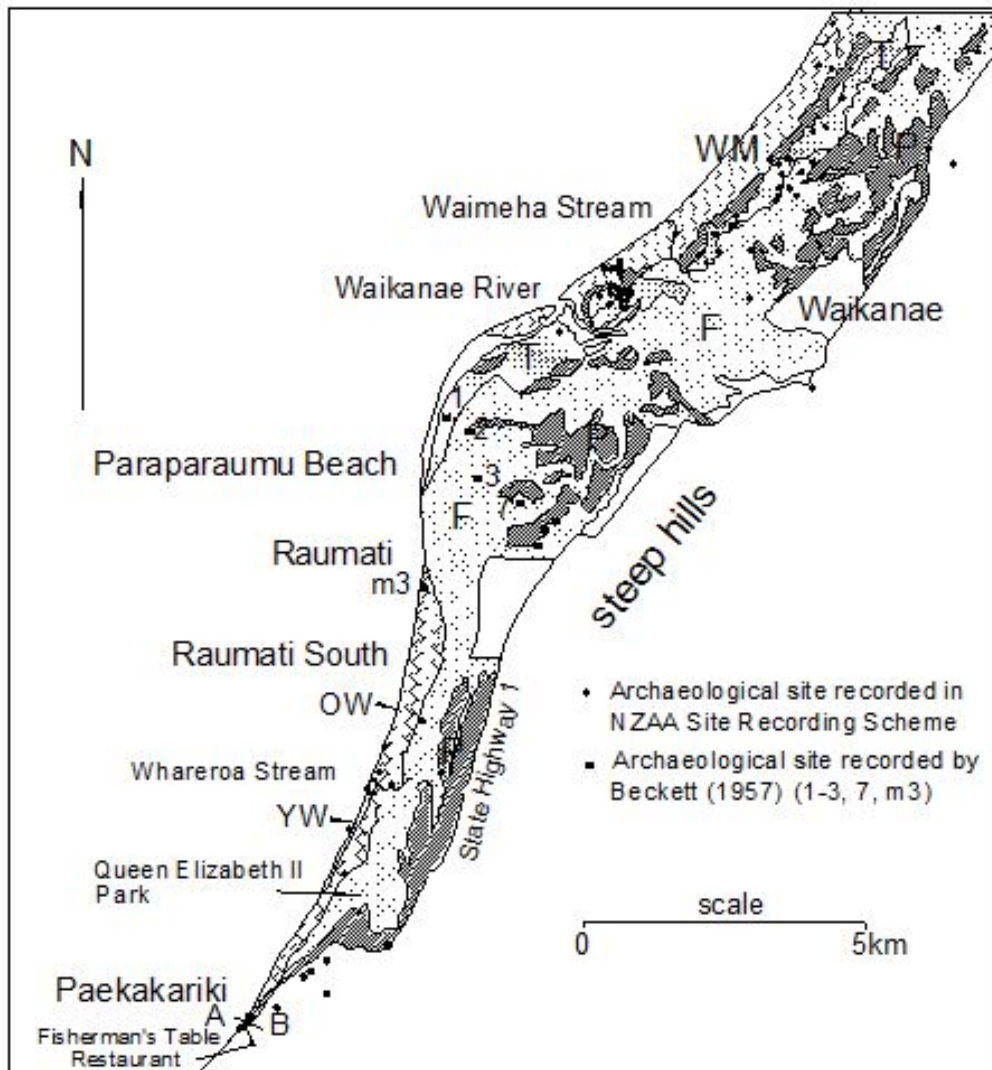 T
N
P
WM
Waimeha Stream
Waikanae River
Waikanae
F
T
1
2
P
Paraparaumu Beach
3
7
F
steep hills
Raumati
m3
Raumati South
Archaeological site recorded in
NZAA Site Recording Scheme
OW
P
Whareroa Stream
Archaeological site recorded by
Beckett (1957) (1-3, 7, m3)
State Highway 1
YW
Queen Elizabeth II
Park
scale
0
5km
Paekakariki
A
B
Fisherman's Table
Restaurant